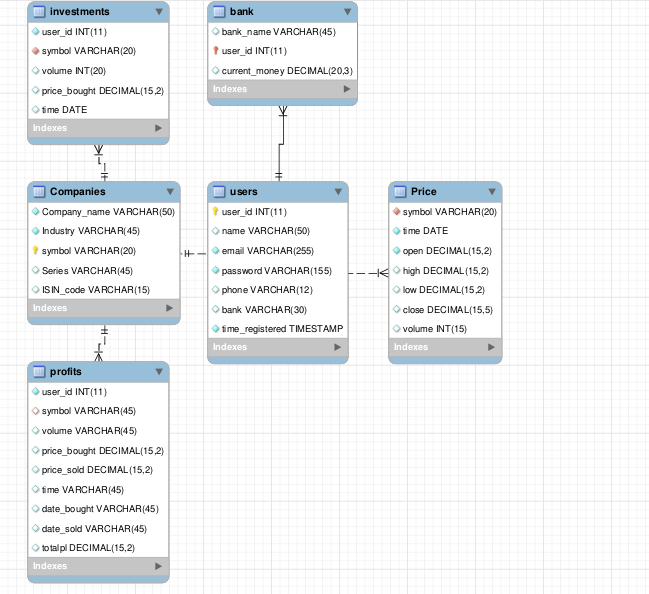 investments
user_id INT(11)
symbol VARCHAR(20)
volume INT(20)
price_bought DECIMAL(15,2)
time DATE
Indexes
bank
bank_name VARCHAR(45)
user_id INT(11)
current_money DECIMAL(20,3)
Indexes
Companies
Company_name VARCHAR(50)
Industry VARCHAR(45)
symbol VARCHAR(20)
Series VARCHAR(45)
ISIN_code VARCHAR(15)
Indexes
users
user_id INT(11)
name VARCHAR(50)
email VARCHAR(255)
password VARCHAR(155)
phone VARCHAR(12)
bank VARCHAR(30)
time_registered TIMESTAMP
Indexes
Price
symbol VARCHAR(20)
time DATE
open DECIMAL(15,2)
high DECIMAL(15,2)
low DECIMAL(15,2)
close DECIMAL(15,5)
volume INT(15)
Indexes
profits
user_id INT(11)
symbol VARCHAR(45)
volume VARCHAR(45)
price_bought DECIMAL(15,2)
price_sold DECIMAL(15,2)
time VARCHAR(45)
date_bought VARCHAR(45)
date_sold VARCHAR(45)
totalpl DECIMAL(15,2)
Indexes